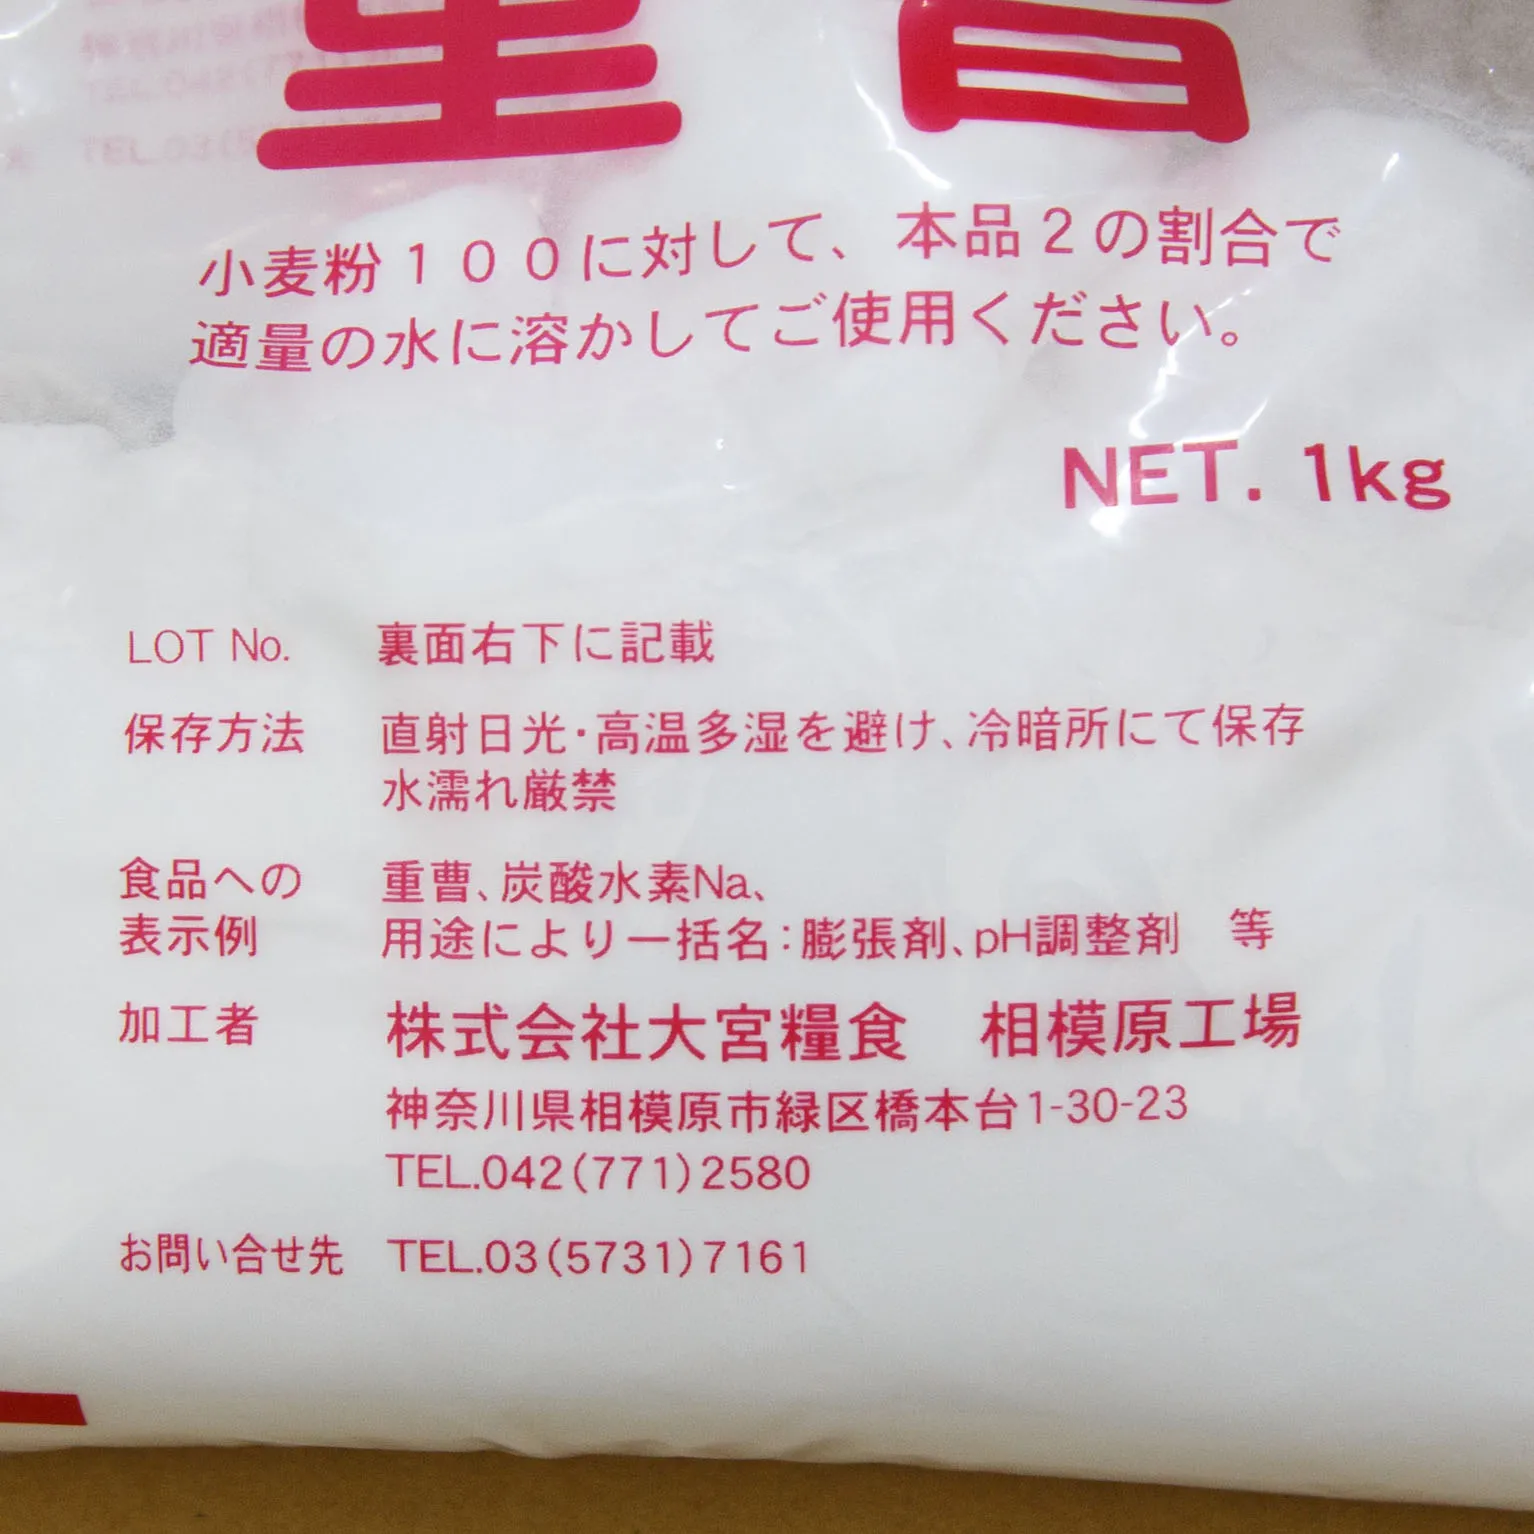 重曹
小麦粉100に対して、本品2の割合で
適量の水に溶かしてご使用ください。
NET. 1kg
LOT No. 裏面右下に記載
保存方法 直射日光・高温多湿を避け、冷暗所にて保存
水濡れ厳禁
食品への 重曹、炭酸水素Na、
表示例 用途により一括名：膨張剤、pH調整剤 等
加工者 株式会社大宮糧食 相模原工場
神奈川県相模原市緑区橋本台1-30-23
TEL.042(771)2580
お問い合せ先 TEL.03(5731)7161